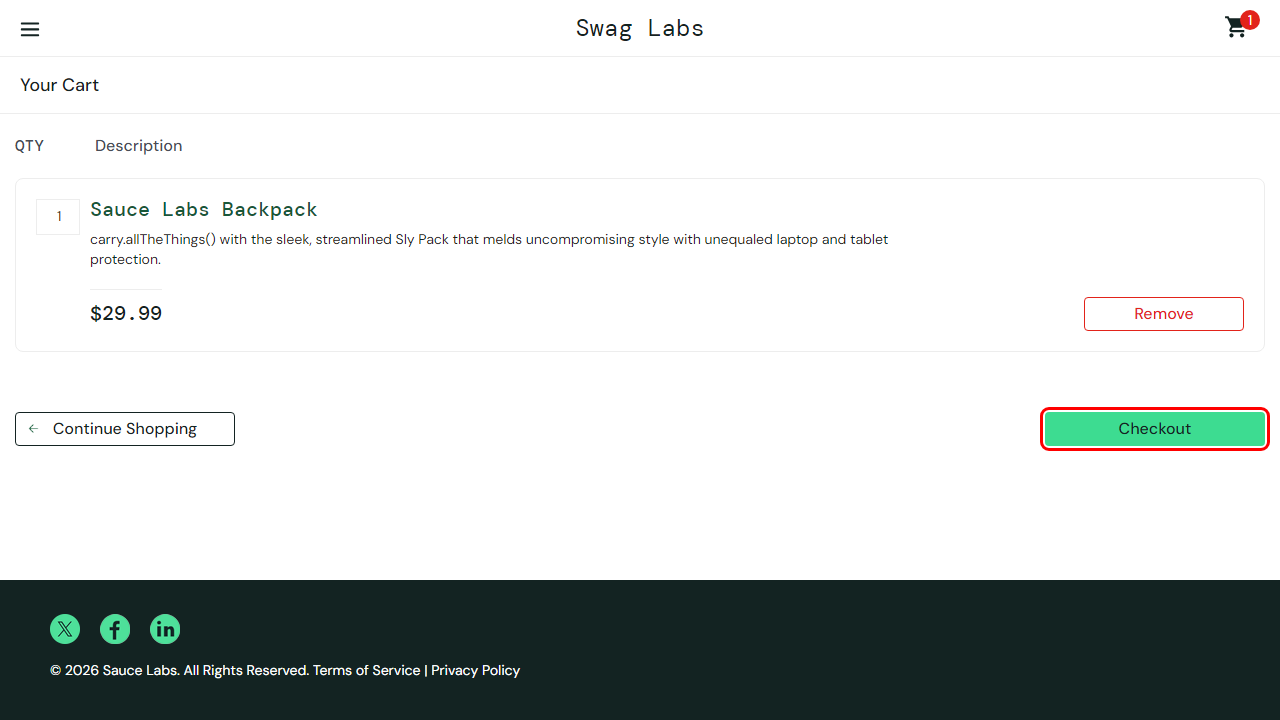 Swag Labs
1
Your Cart
QTY Description
1
Sauce Labs Backpack
carry.allTheThings() with the sleek, streamlined Sly Pack that melds uncompromising style with unequaled laptop and tablet
protection.
$29.99
Remove
Continue Shopping
Checkout
© 2026 Sauce Labs. All Rights Reserved. Terms of Service | Privacy Policy